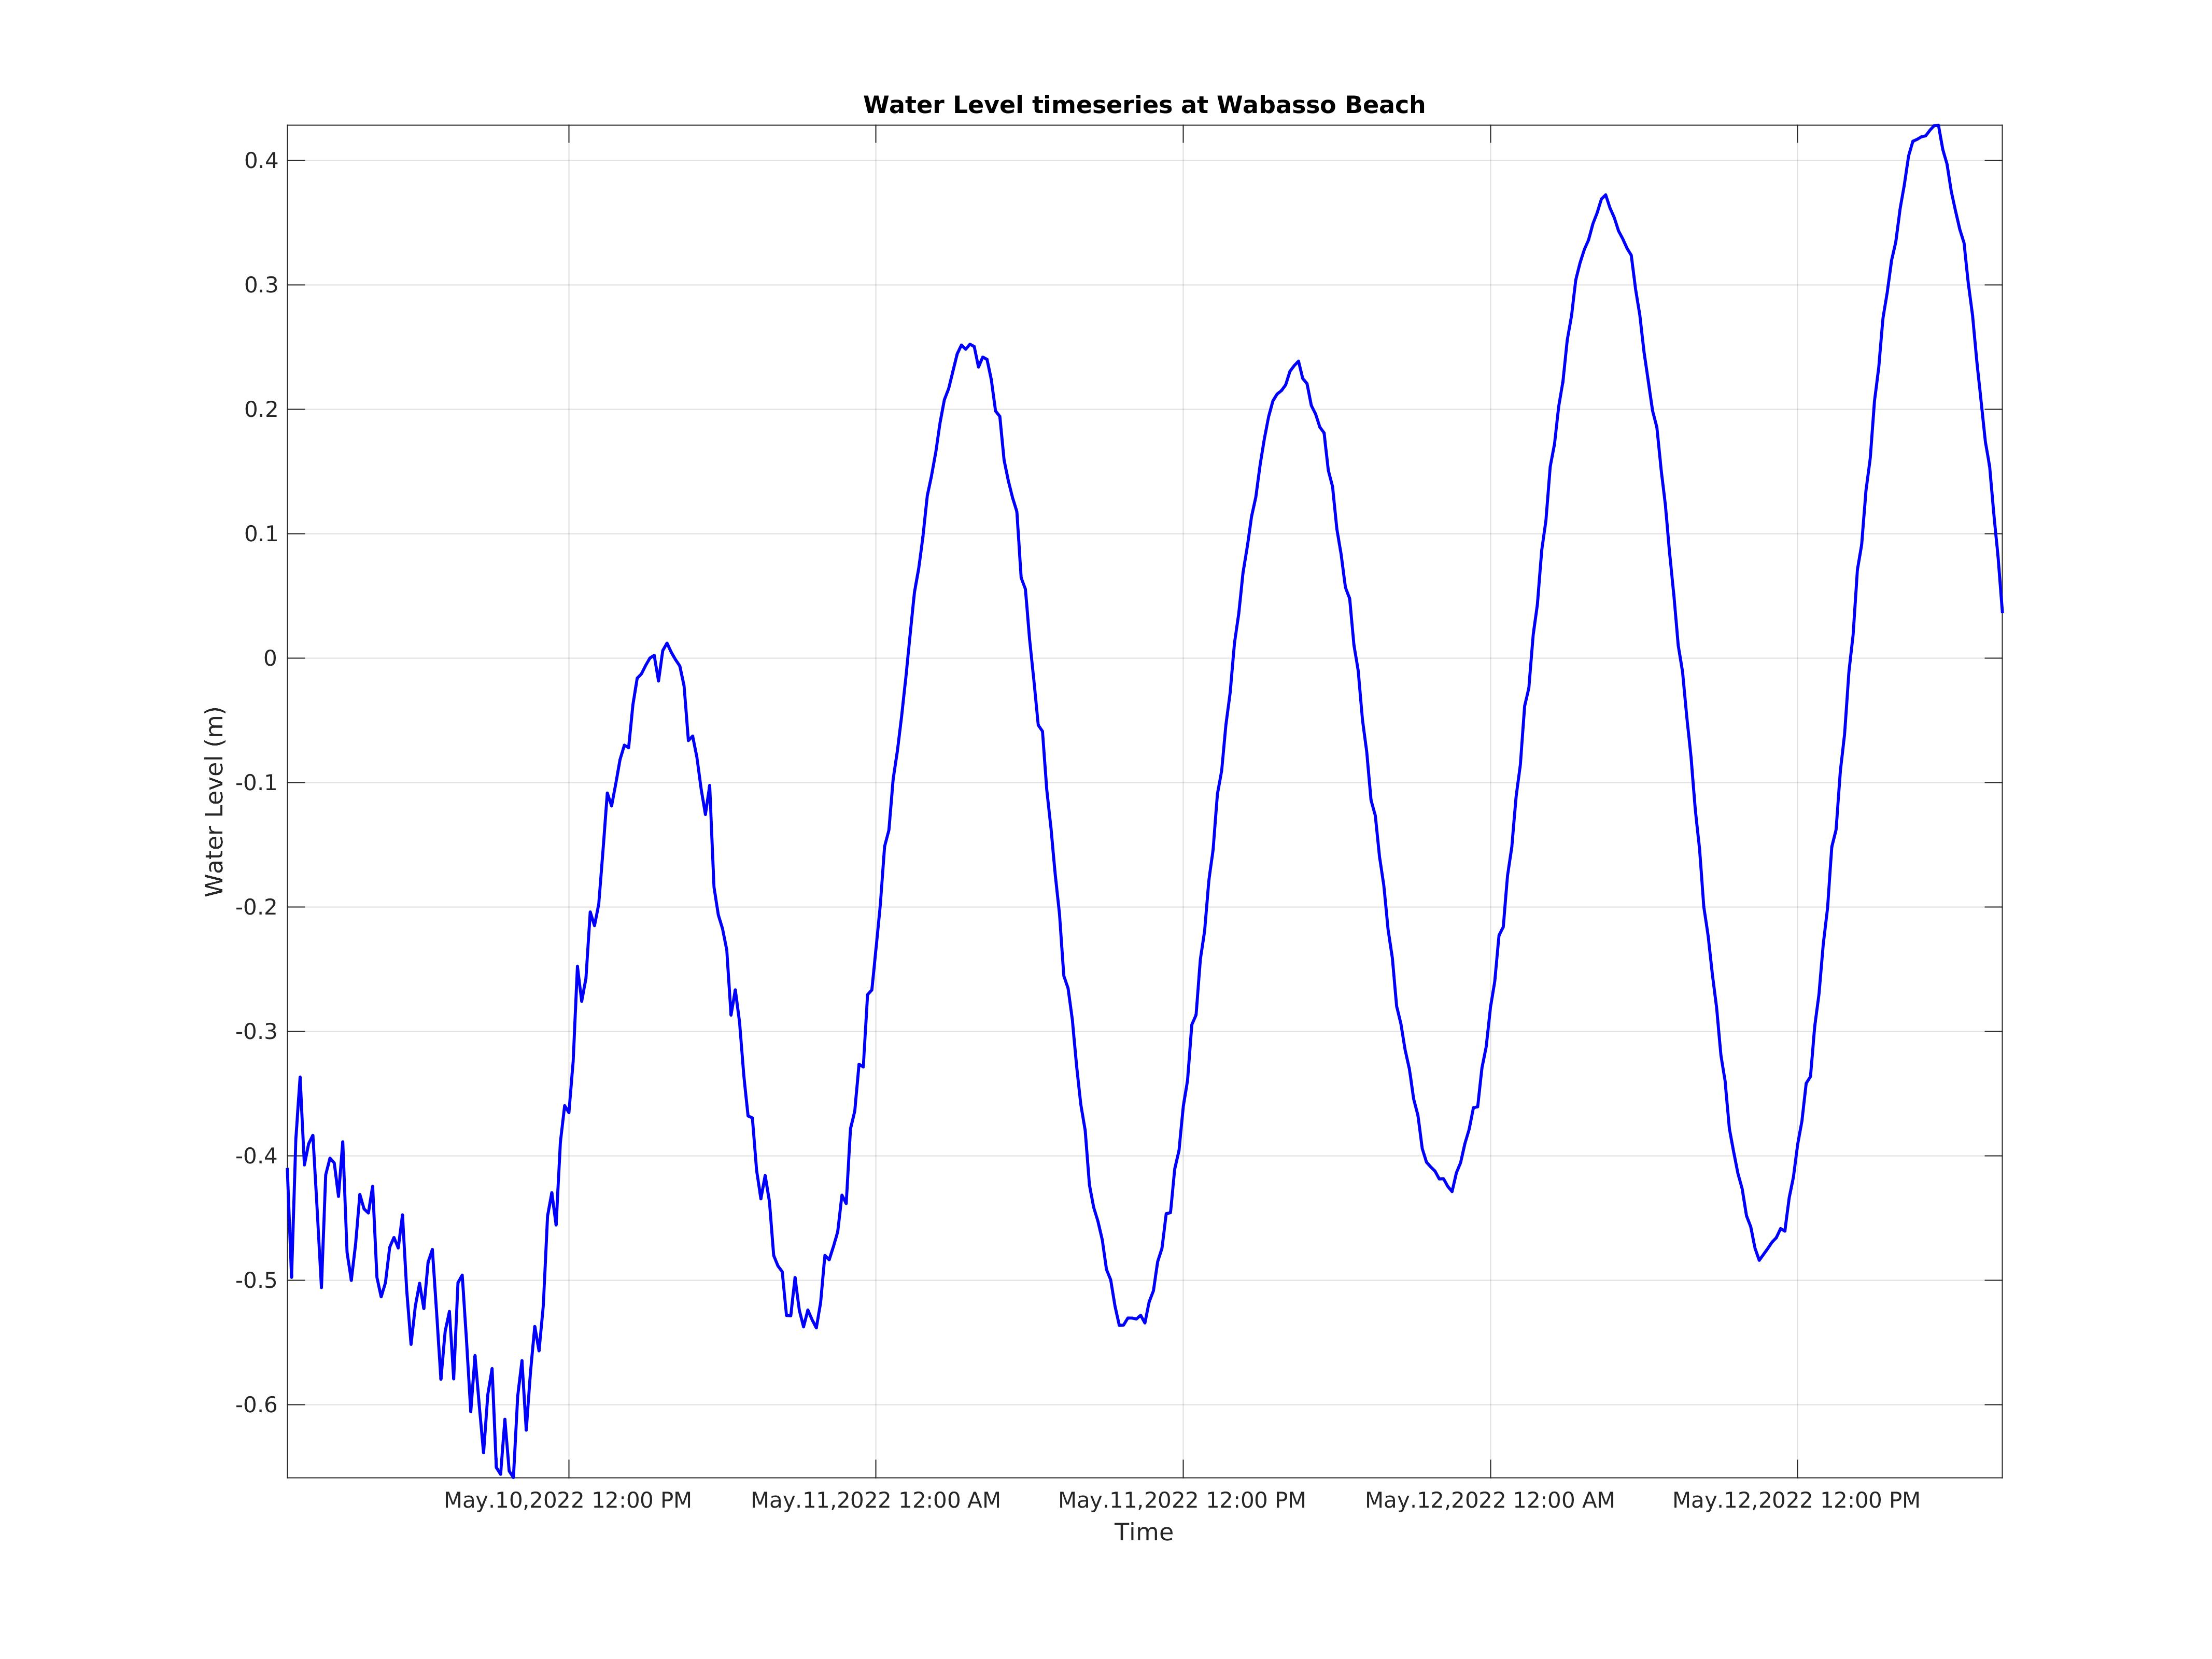 Water Level timeseries at Wabasso Beach
0.4
0.3
0.2
0.1
0
-0.1
-0.2
-0.3
-0.4
-0.5
-0.6
Water Level (m)
May.10,2022 12:00 PM
May.11,2022 12:00 AM
May.11,2022 12:00 PM
May.12,2022 12:00 AM
May.12,2022 12:00 PM
Time